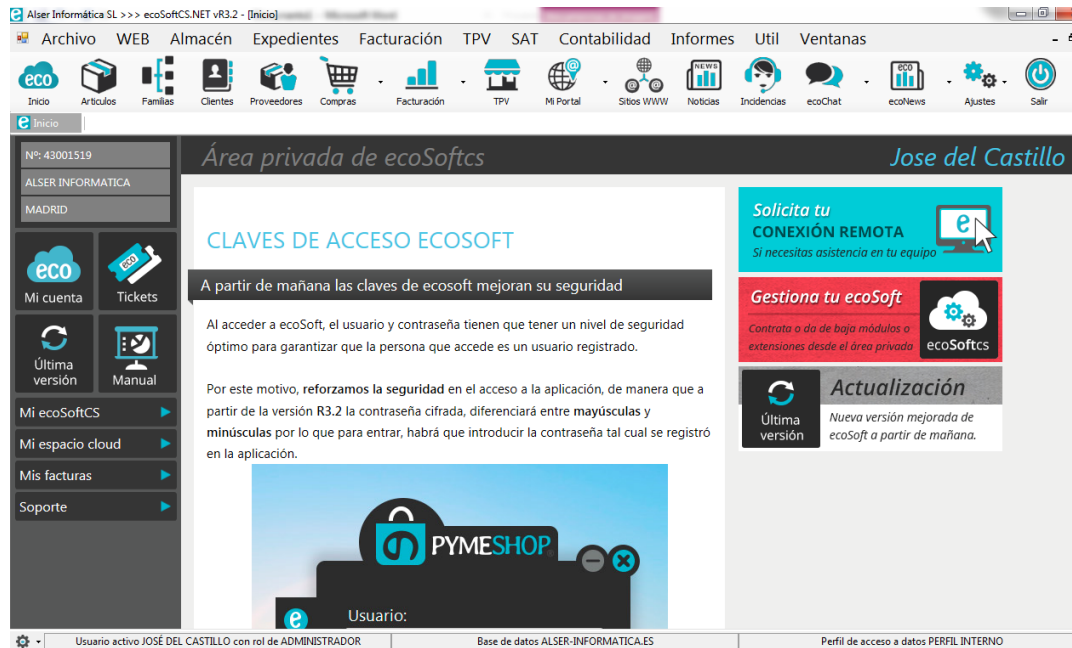 Alser Informática SL >>> ecoSoftCS.NET vR3.2 - [Inicio]
Archivo WEB Almacén Expedientes Facturación TPV SAT Contabilidad Informes Util Ventanas
eco NEWS eco
Inicio Articulos Familias Clientes Proveedores Compras Facturación TPV Mi Portal Sitios WWW Noticias Incidencias ecoChat ecoNews Ajustes Salir
e Inicio
Nº: 43001519
ALSER INFORMATICA
MADRID
Área privada de ecoSoftcs
Jose del Castillo
eco
eco
Mi cuenta Tickets
Última
versión
Manual
Mi ecoSoftCS
Mi espacio cloud
Mis facturas
Soporte
CLAVES DE ACCESO ECOSOFT
A partir de mañana las claves de ecosoft mejoran su seguridad
Al acceder a ecoSoft, el usuario y contraseña tienen que tener un nivel de seguridad
óptimo para garantizar que la persona que accede es un usuario registrado.
Por este motivo, reforzamos la seguridad en el acceso a la aplicación, de manera que a
partir de la versión R3.2 la contraseña cifrada, diferenciará entre mayúsculas y
minúsculas por lo que para entrar, habrá que introducir la contraseña tal cual se registró
en la aplicación.
PYMESHOP
e
Usuario:
Solicita tu
CONEXIÓN REMOTA
Si necesitas asistencia en tu equipo
e
Gestiona tu ecoSoft
Contrata o da de baja módulos o
extensiones desde el área privada
ecoSoftcs
Actualización
Última
versión
Nueva versión mejorada de
ecoSoft a partir de mañana.
Usuario activo JOSÉ DEL CASTILLO con rol de ADMINISTRADOR
Base de datos ALSER-INFORMATICA.ES
Perfil de acceso a datos PERFIL INTERNO